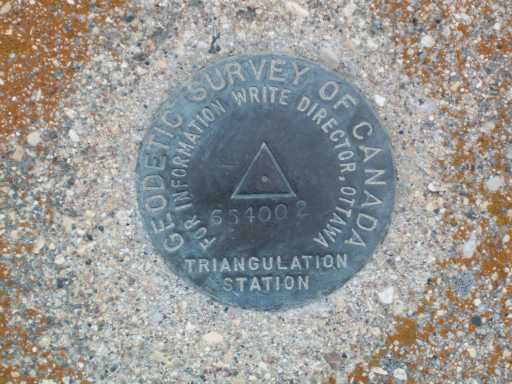 GEODETIC SURVEY OF CANADA
FOR INFORMATION WRITE DIRECTOR, OTTAWA
654002
TRIANGULATION
STATION